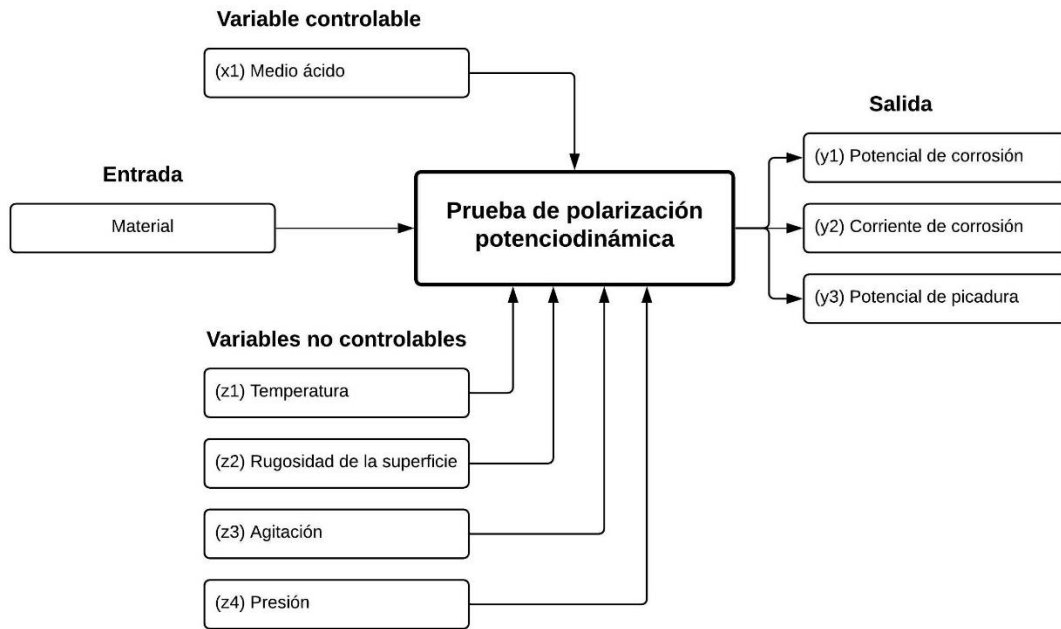 Variable controlable
(x1) Medio ácido
Entrada
Material
Prueba de polarización
potenciodinámica
Salida
(y1) Potencial de corrosión
(y2) Corriente de corrosión
(y3) Potencial de picadura
Variables no controlables
(z1) Temperatura
(z2) Rugosidad de la superficie
(z3) Agitación
(z4) Presión